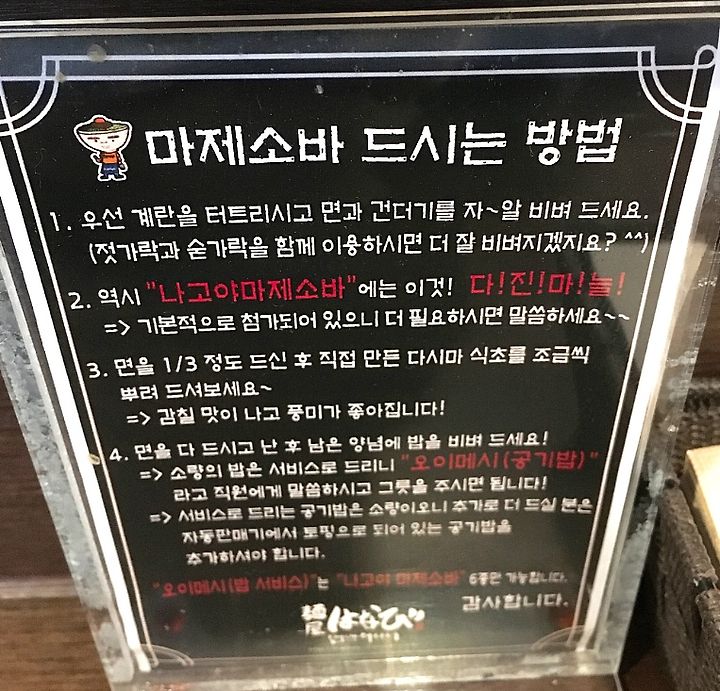 마제소바 드시는 방법
1. 우선 계란을 터트리시고 면과 건더기를 자~알 비벼 드세요.
(젓가락과 숟가락을 함께 이용하시면 더 잘 비벼지겠지요? ^^)
2. 역시 "나고야마제소바"에는 이것! 다!진!마!늘!
=> 기본적으로 첨가되어 있으니 더 필요하시면 말씀하세요~~
3. 면을 1/3 정도 드신 후 직접 만든 다시마 식초를 조금씩
뿌려 드셔보세요~
=> 감칠 맛이 나고 풍미가 좋아집니다!
4. 면을 다 드시고 난 후 남은 양념에 밥을 비벼 드세요!
=> 소량의 밥은 서비스로 드리니 "오이메시(공기밥)"
라고 직원에게 말씀하시고 그릇을 주시면 됩니다!
=> 서비스로 드리는 공기밥은 소량이오니 추가로 더 드실 분은
자동판매기에서 토핑으로 되어 있는 공기밥을
추가하셔야 합니다.
"오이메시(밥 서비스)"는 "나고야 마제소바" 6종만 가능합니다.
감사합니다.
麺屋 はなび